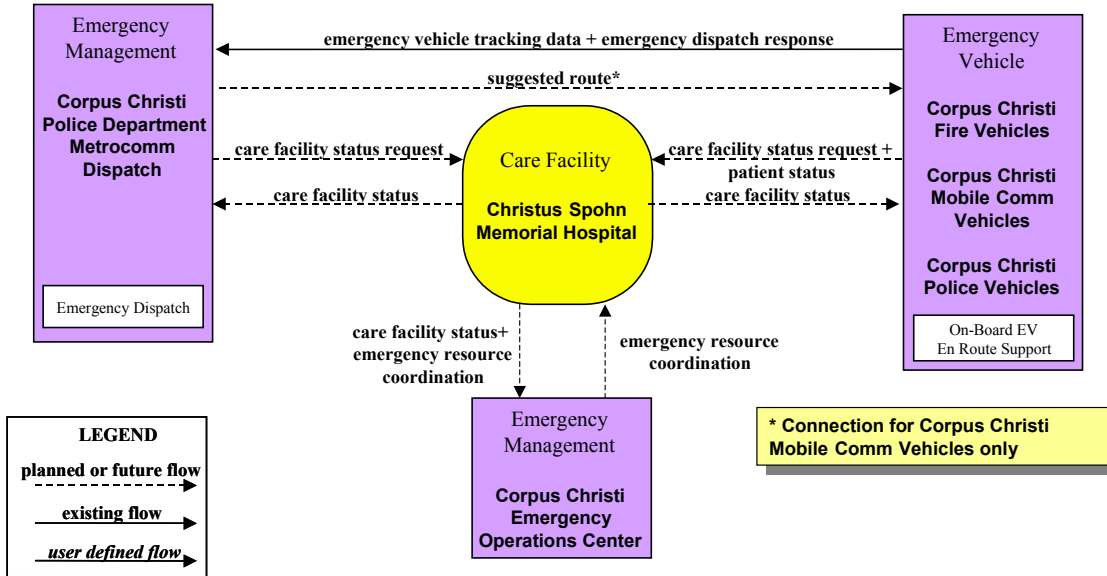 Emergency
Management
Corpus Christi
Police Department
Metrocomm
Dispatch
Emergency Dispatch
emergency vehicle tracking data + emergency dispatch response
suggested route*
care facility status request
care facility status
Care Facility
Christus Spohn
Memorial Hospital
care facility status request +
patient status
care facility status
Emergency
Vehicle
Corpus Christi
Fire Vehicles
Corpus Christi
Mobile Comm
Vehicles
Corpus Christi
Police Vehicles
On-Board EV
En Route Support
care facility status+
emergency resource
coordination
emergency resource
coordination
Emergency
Management
Corpus Christi
Emergency
Operations Center
LEGEND
planned or future flow
existing flow
user defined flow
* Connection for Corpus Christi
Mobile Comm Vehicles only